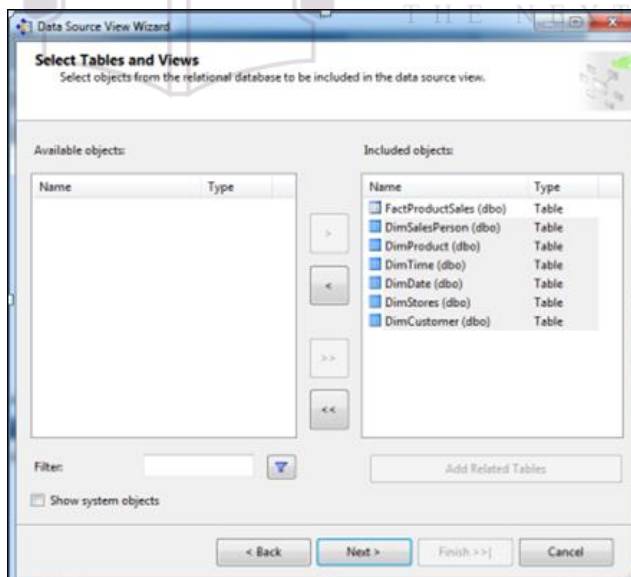 THE NEXT
Data Source View Wizard
Select Tables and Views
Select objects from the relational database to be included in the data source view.
Available objects:
Name Type
Included objects:
Name Type
FactProductSales (dbo) Table
DimSalesPerson (dbo) Table
DimProduct (dbo) Table
DimTime (dbo) Table
DimDate (dbo) Table
DimStores (dbo) Table
DimCustomer (dbo) Table
>
<
>>
<<
Filter:
Add Related Tables
Show system objects
< Back Next > Finish >>| Cancel